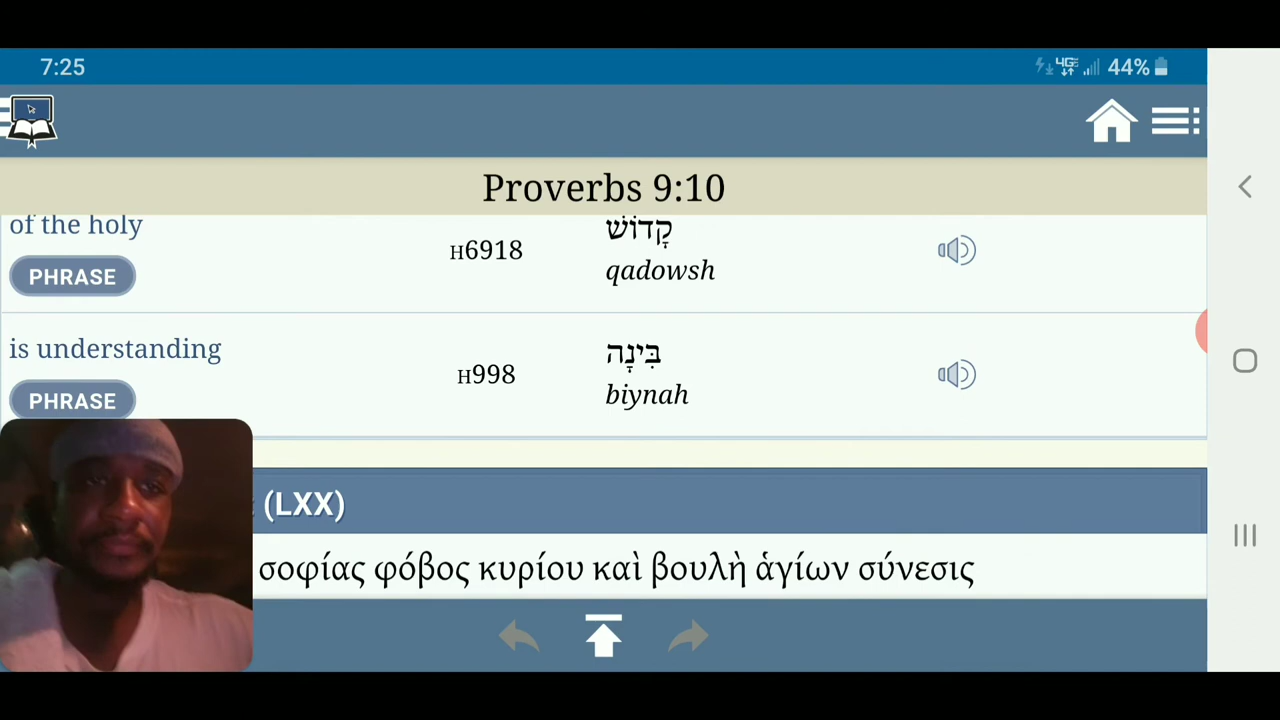 7:25
4G 44%
Proverbs 9:10
of the holy
PHRASE
H6918
קָדוֹשׁ
qadowsh
is understanding
PHRASE
H998
בִּינָה
biynah
(LXX)
σοφίας φόβος κυρίου καὶ βουλὴ ἁγίων σύνεσις